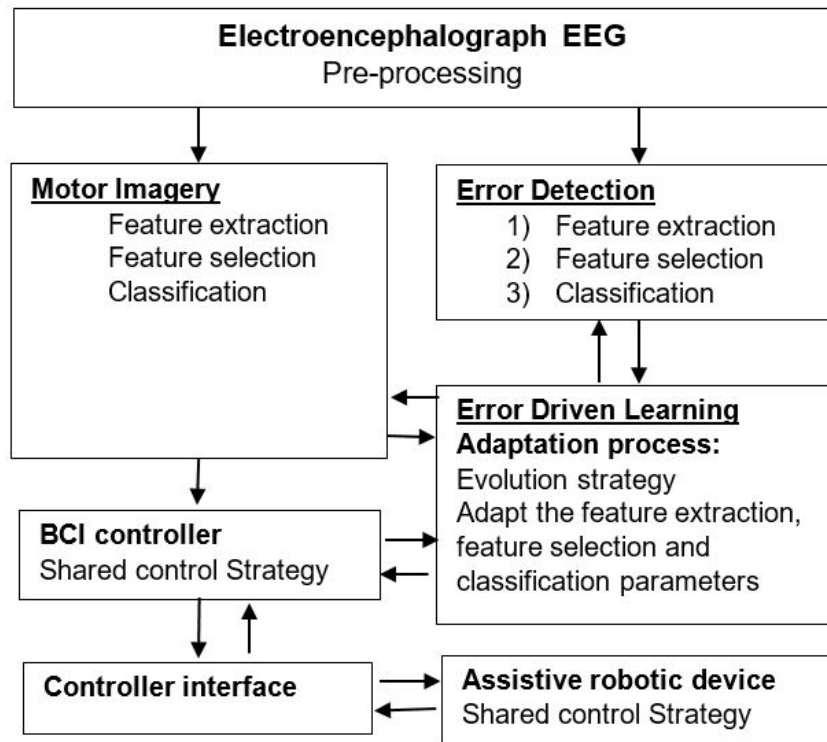 Electroencephalograph EEG
Pre-processing
Motor Imagery
Feature extraction
Feature selection
Classification
Error Detection
1) Feature extraction
2) Feature selection
3) Classification
Error Driven Learning
Adaptation process:
Evolution strategy
Adapt the feature extraction,
feature selection and
classification parameters
BCI controller
Shared control Strategy
Controller interface
Assistive robotic device
Shared control Strategy